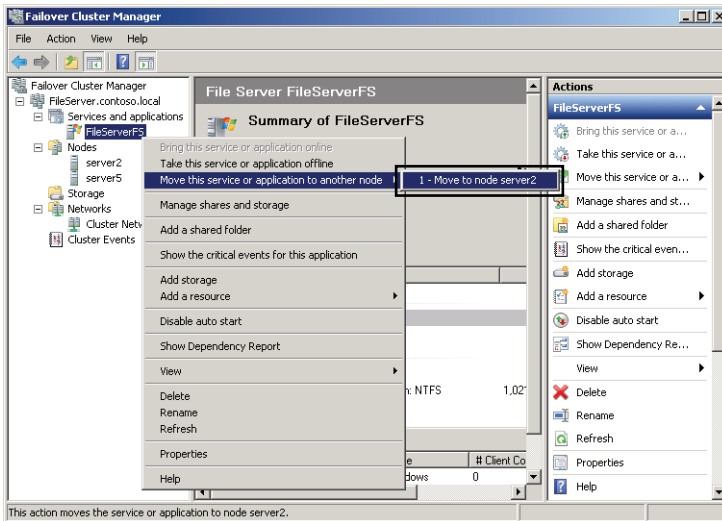 Failover Cluster Manager
File Action View Help
Failover Cluster Manager
FileServer.contoso.local
Services and applications
FileServerFS
Nodes
server2
server5
Storage
Networks
Cluster Netw
Cluster Events
File Server FileServerFS
Summary of FileServerFS
Bring this service or application online
Take this service or application offline
Move this service or application to another node
1 - Move to node server2
Manage shares and storage
Add a shared folder
Show the critical events for this application
Add storage
Add a resource
Disable auto start
Show Dependency Report
View
Delete
Rename
Refresh
Properties
Help
NTFS 1,02
# Client Co
dows 0
Actions
FileServerFS
Bring this service or a...
Take this service or a...
Move this service or a...
Manage shares and st...
Add a shared folder
Show the critical even...
Add storage
Add a resource
Disable auto start
Show Dependency Re...
View
Delete
Rename
Refresh
Properties
Help
This action moves the service or application to node server2.